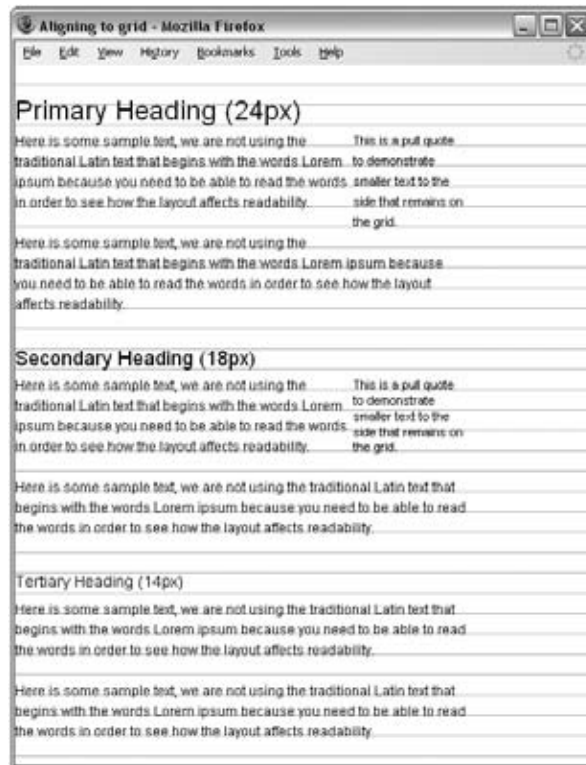 Aligning to grid - Mozilla Firefox
File Edit View History Bookmarks Tools Help
Primary Heading (24px)
Here is some sample text, we are not using the
traditional Latin text that begins with the words Lorem
ipsum because you need to be able to read the words
in order to see how the layout affects readability.
This is a pull quote
to demonstrate
smaller text to the
side that remains on
the grid.
Here is some sample text, we are not using the
traditional Latin text that begins with the words Lorem ipsum because
you need to be able to read the words in order to see how the layout
affects readability.
Secondary Heading (18px)
Here is some sample text, we are not using the
traditional Latin text that begins with the words Lorem
ipsum because you need to be able to read the words
in order to see how the layout affects readability.
This is a pull quote
to demonstrate
smaller text to the
side that remains on
the grid.
Here is some sample text, we are not using the traditional Latin text that
begins with the words Lorem ipsum because you need to be able to read
the words in order to see how the layout affects readability.
Tertiary Heading (14px)
Here is some sample text, we are not using the traditional Latin text that
begins with the words Lorem ipsum because you need to be able to read
the words in order to see how the layout affects readability.
Here is some sample text, we are not using the traditional Latin text that
begins with the words Lorem ipsum because you need to be able to read
the words in order to see how the layout affects readability.